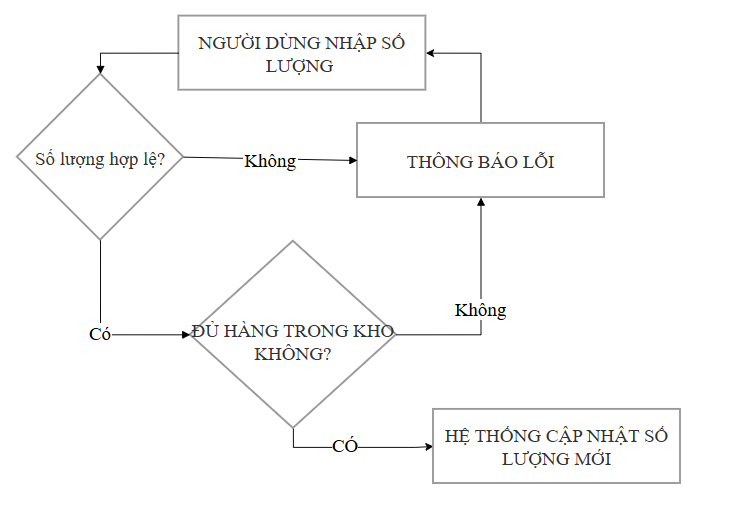 NGƯỜI DÙNG NHẬP SỐ
LƯỢNG
Số lượng hợp lệ?
Không
THÔNG BÁO LỖI
Không
Có
ĐỦ HÀNG TRONG KHO
KHÔNG?
CÓ
HỆ THỐNG CẬP NHẬT SỐ
LƯỢNG MỚI